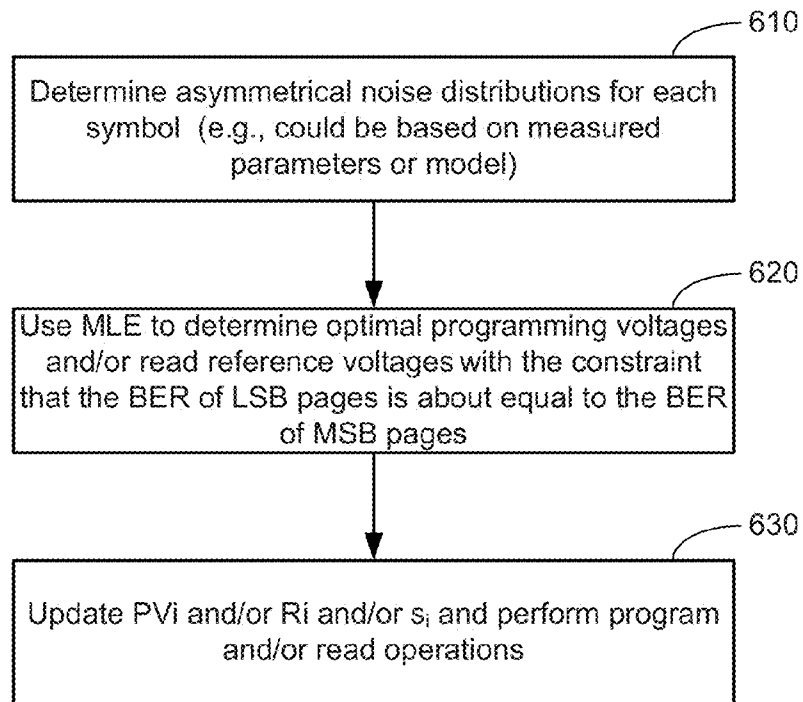 610
Determine asymmetrical noise distributions for each
symbol (e.g., could be based on measured
parameters or model)
620
Use MLE to determine optimal programming voltages
and/or read reference voltages with the constraint
that the BER of LSB pages is about equal to the BER
of MSB pages
630
Update PVi and/or Ri and/or sᵢ and perform program
and/or read operations